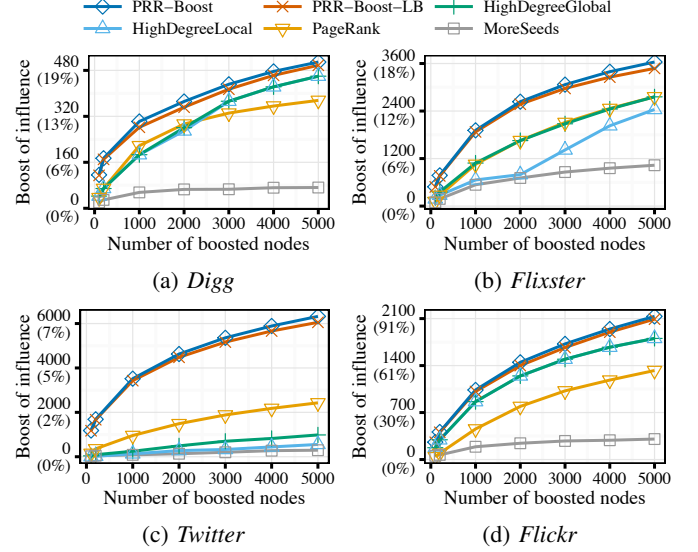 PRR−Boost PRR−Boost−LB HighDegreeGlobal
HighDegreeLocal PageRank MoreSeeds
Boost of influence
480
(19%)
320
(13%)
160
(6%)
0
(0%)
0 1000 2000 3000 4000 5000
Number of boosted nodes
(a) Digg
Boost of influence
3600
(18%)
2400
(12%)
1200
(6%)
0
(0%)
0 1000 2000 3000 4000 5000
Number of boosted nodes
(b) Flixster
Boost of influence
6000
(7%)
4000
(5%)
2000
(2%)
0
(0%)
0 1000 2000 3000 4000 5000
Number of boosted nodes
(c) Twitter
Boost of influence
2100
(91%)
1400
(61%)
700
(30%)
0
(0%)
0 1000 2000 3000 4000 5000
Number of boosted nodes
(d) Flickr